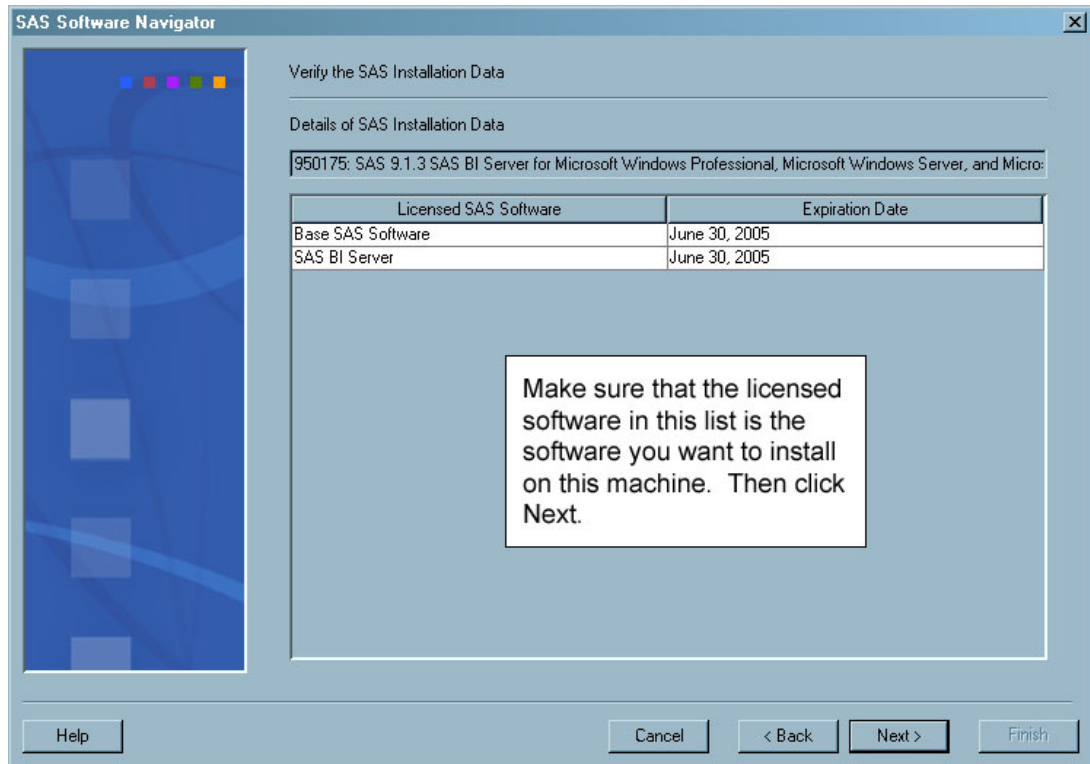 SAS Software Navigator
Verify the SAS Installation Data
Details of SAS Installation Data
950175: SAS 9.1.3 SAS BI Server for Microsoft Windows Professional, Microsoft Windows Server, and Micro:
Licensed SAS Software Expiration Date
Base SAS Software June 30, 2005
SAS BI Server June 30, 2005
Make sure that the licensed
software in this list is the
software you want to install
on this machine. Then click
Next.
Help Cancel < Back Next > Finish